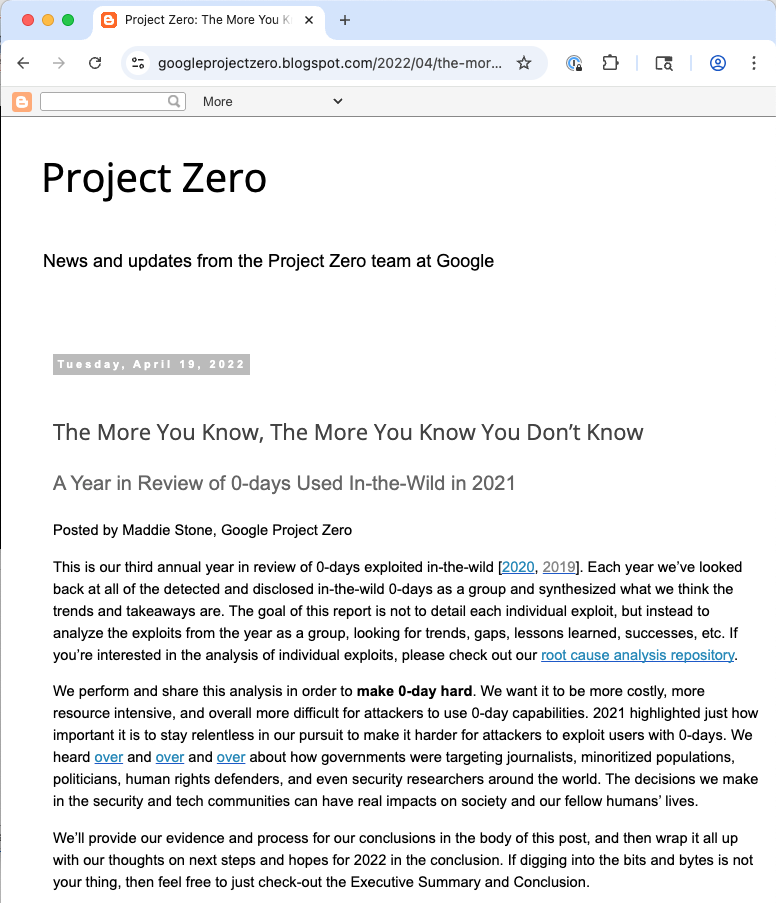 Project Zero: The More You K
googleprojectzero.blogspot.com/2022/04/the-mor...
More
Project Zero
News and updates from the Project Zero team at Google
Tuesday, April 19, 2022
The More You Know, The More You Know You Don’t Know
A Year in Review of 0-days Used In-the-Wild in 2021
Posted by Maddie Stone, Google Project Zero
This is our third annual year in review of 0-days exploited in-the-wild [2020, 2019]. Each year we’ve looked
back at all of the detected and disclosed in-the-wild 0-days as a group and synthesized what we think the
trends and takeaways are. The goal of this report is not to detail each individual exploit, but instead to
analyze the exploits from the year as a group, looking for trends, gaps, lessons learned, successes, etc. If
you’re interested in the analysis of individual exploits, please check out our root cause analysis repository.
We perform and share this analysis in order to make 0-day hard. We want it to be more costly, more
resource intensive, and overall more difficult for attackers to use 0-day capabilities. 2021 highlighted just how
important it is to stay relentless in our pursuit to make it harder for attackers to exploit users with 0-days. We
heard over and over and over about how governments were targeting journalists, minoritized populations,
politicians, human rights defenders, and even security researchers around the world. The decisions we make
in the security and tech communities can have real impacts on society and our fellow humans’ lives.
We’ll provide our evidence and process for our conclusions in the body of this post, and then wrap it all up
with our thoughts on next steps and hopes for 2022 in the conclusion. If digging into the bits and bytes is not
your thing, then feel free to just check-out the Executive Summary and Conclusion.